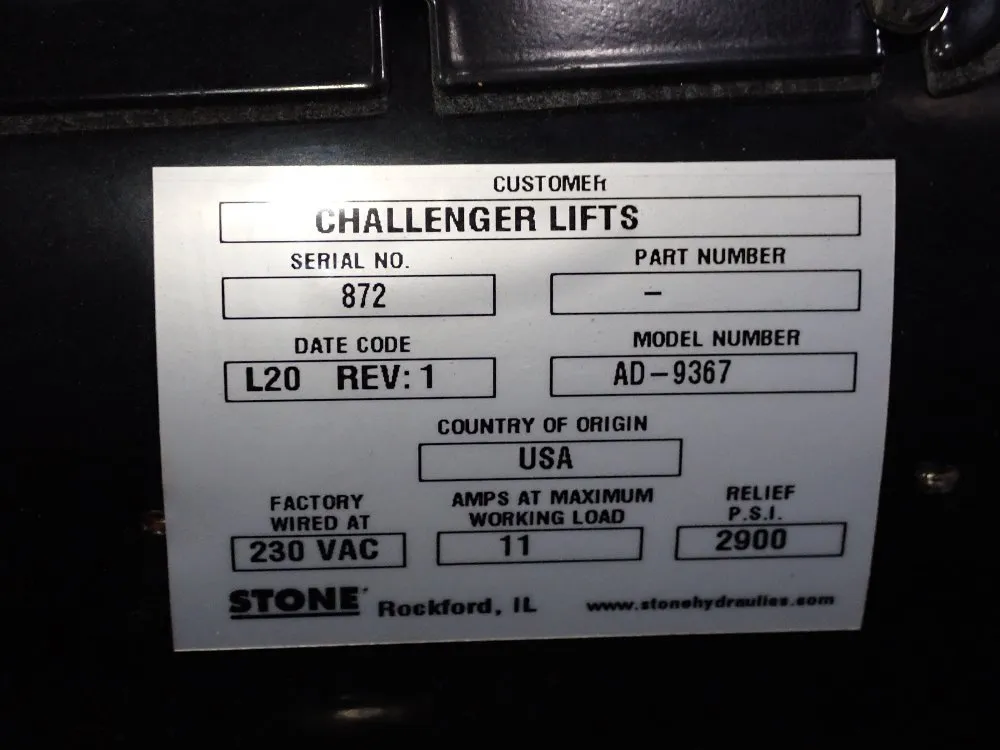 CUSTOMER
CHALLENGER LIFTS
SERIAL NO.
872
PART NUMBER
–
DATE CODE
L20 REV: 1
MODEL NUMBER
AD-9367
COUNTRY OF ORIGIN
USA
FACTORY
WIRED AT
230 VAC
AMPS AT MAXIMUM
WORKING LOAD
11
RELIEF
P.S.I.
2900
STONE Rockford, IL www.stonehydraulics.com